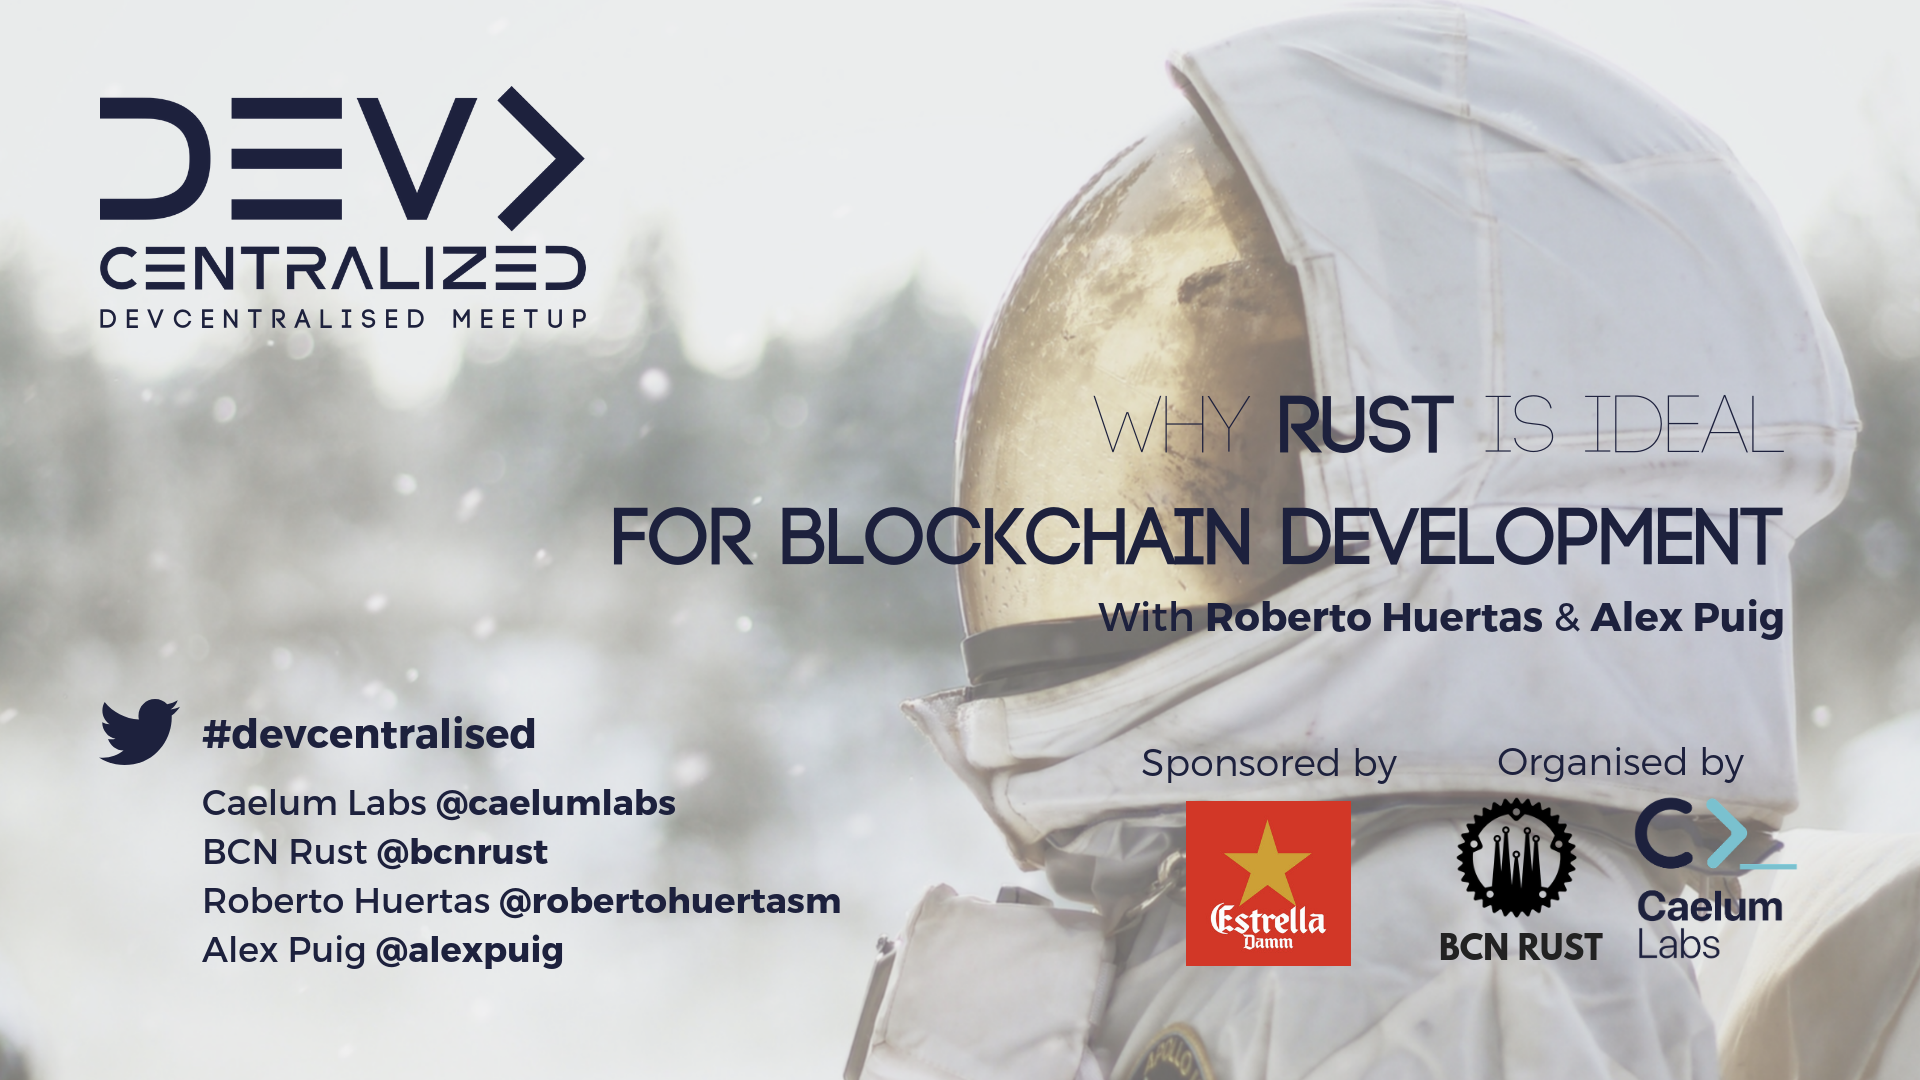 DEV>
CENTRALIZED
DEVCENTRALISED MEETUP
WHY RUST IS IDEAL
FOR BLOCKCHAIN DEVELOPMENT
With Roberto Huertas & Alex Puig
#devcentralised
Caelum Labs @caelumlabs
BCN Rust @bcnrust
Roberto Huertas @robertohuertasm
Alex Puig @alexpuig
Sponsored by
Estrella
Damm
Organised by
BCN RUST
Caelum
Labs
APOLLO